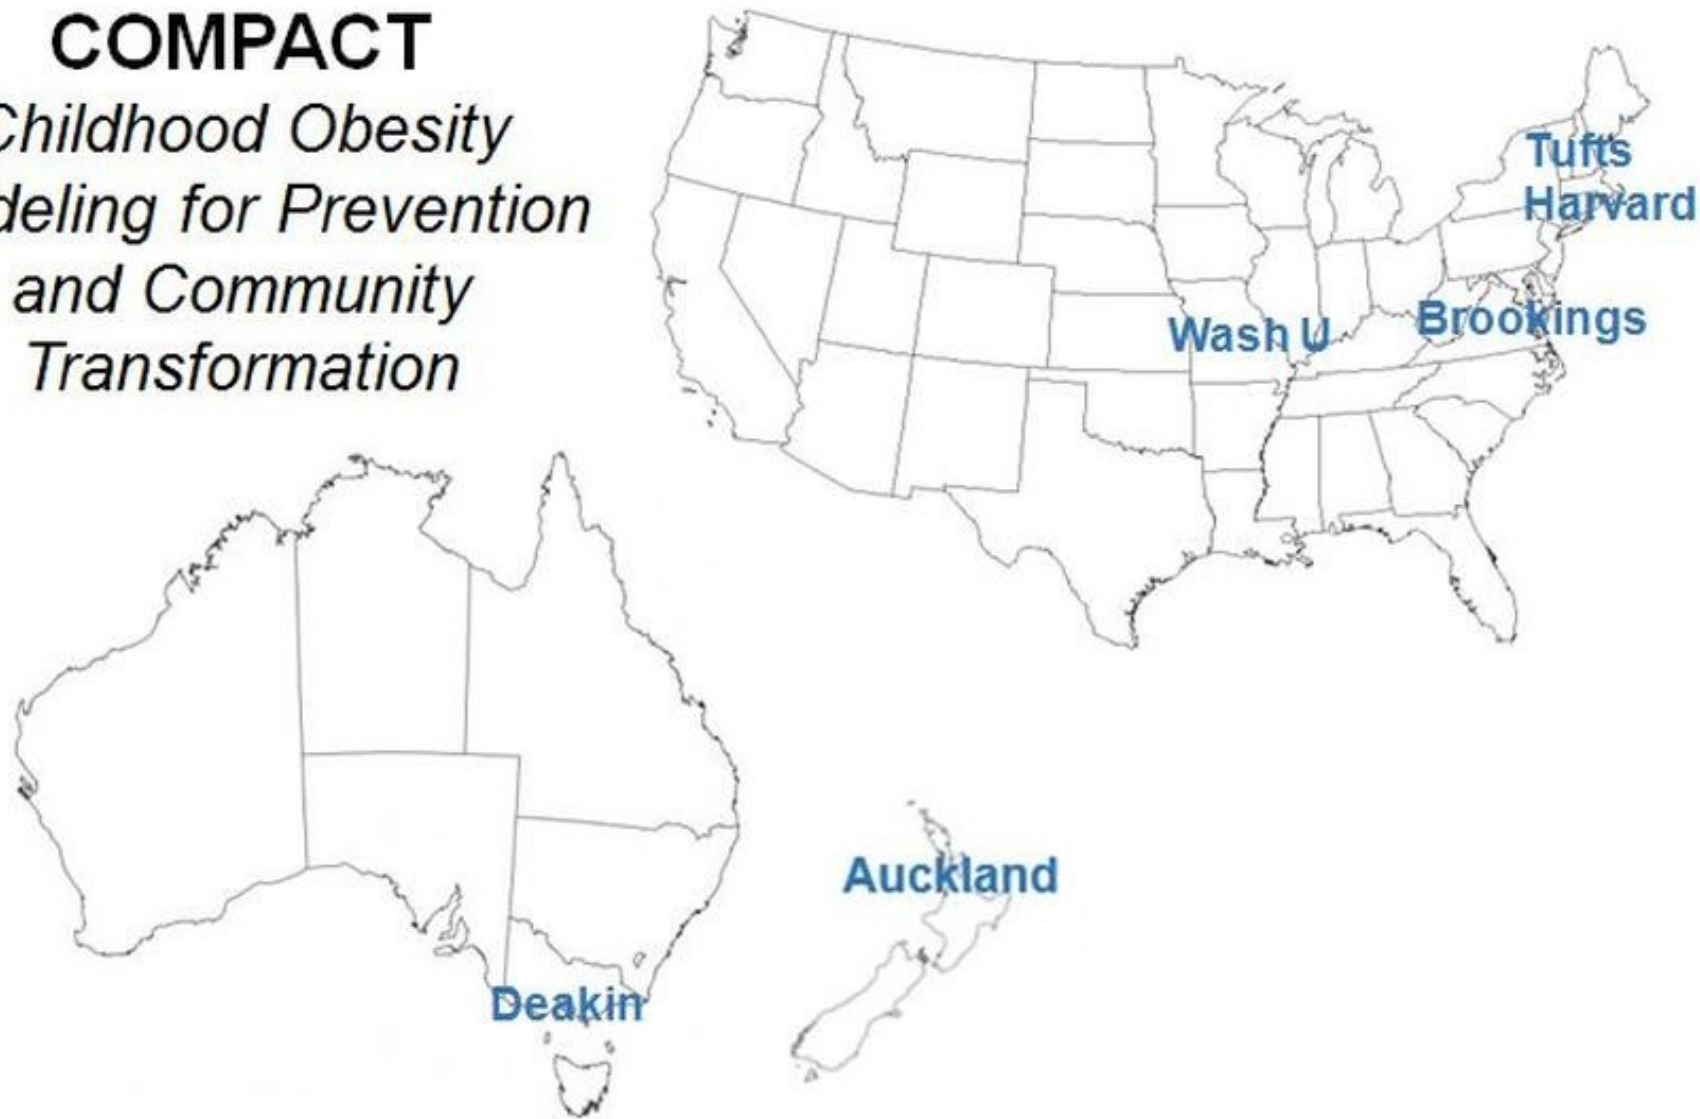 COMPACT
Childhood Obesity
deling for Prevention
and Community
Transformation
Tufts
Harvard
Brookings
Wash U
Auckland
Deakin